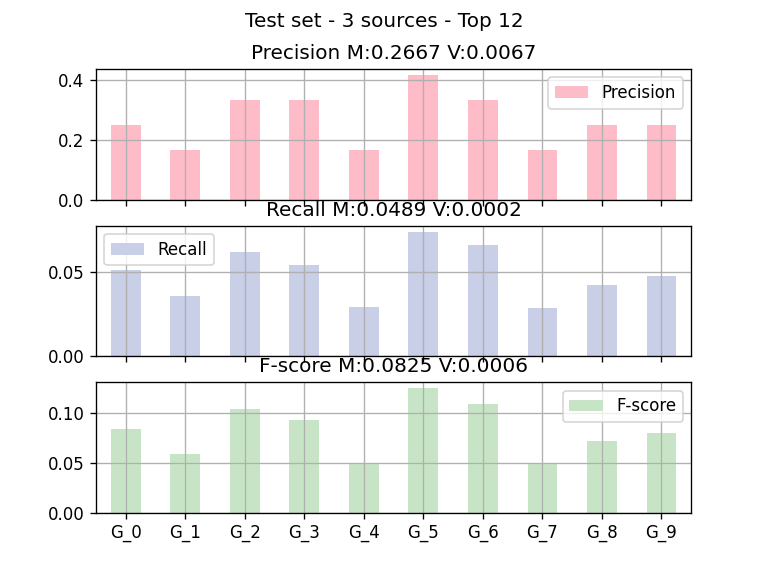 Test set - 3 sources - Top 12
Precision M:0.2667 V:0.0067
0.4
0.2
0.0
Precision
Recall M:0.0489 V:0.0002
0.05
0.00
Recall
F-score M:0.0825 V:0.0006
0.10
0.05
0.00
F-score
G_0 G_1 G_2 G_3 G_4 G_5 G_6 G_7 G_8 G_9